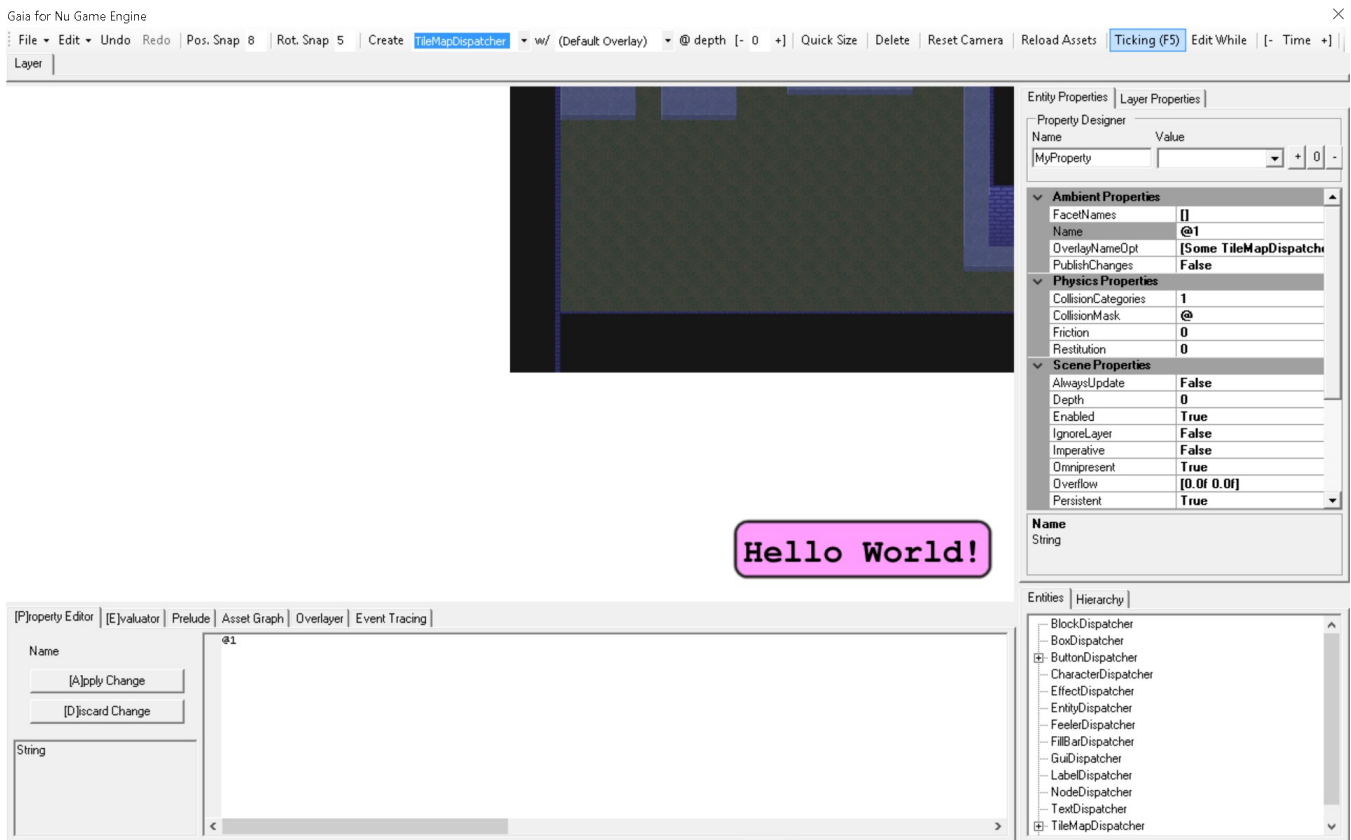 Gaia for Nu Game Engine
File Edit Undo Redo Pos. Snap 8 Rot. Snap 5 Create TileMapDispatcher w/ (Default Overlay) @ depth [- 0 +] Quick Size Delete Reset Camera Reload Assets Ticking (F5) Edit While [- Time +]
Layer
Entity Properties Layer Properties
Property Designer
Name Value
MyProperty + 0 -
Ambient Properties
FacetNames []
Name @1
OverlayNameOpt [Some TileMapDispatche
PublishChanges False
Physics Properties
CollisionCategories 1
CollisionMask @
Friction 0
Restitution 0
Scene Properties
AlwaysUpdate False
Depth 0
Enabled True
IgnoreLayer False
Imperative False
Omnipresent True
Overflow [0.0f 0.0f]
Persistent True
Name
String
Hello World!
Entities Hierarchy
BlockDispatcher
BoxDispatcher
ButtonDispatcher
CharacterDispatcher
EffectDispatcher
EntityDispatcher
FeelerDispatcher
FillBarDispatcher
GuiDispatcher
LabelDispatcher
NodeDispatcher
TextDispatcher
TileMapDispatcher
[P]roperty Editor [E]valuator Prelude Asset Graph Overlayer Event Tracing
Name
[A]pply Change
[D]iscard Change
String
@1